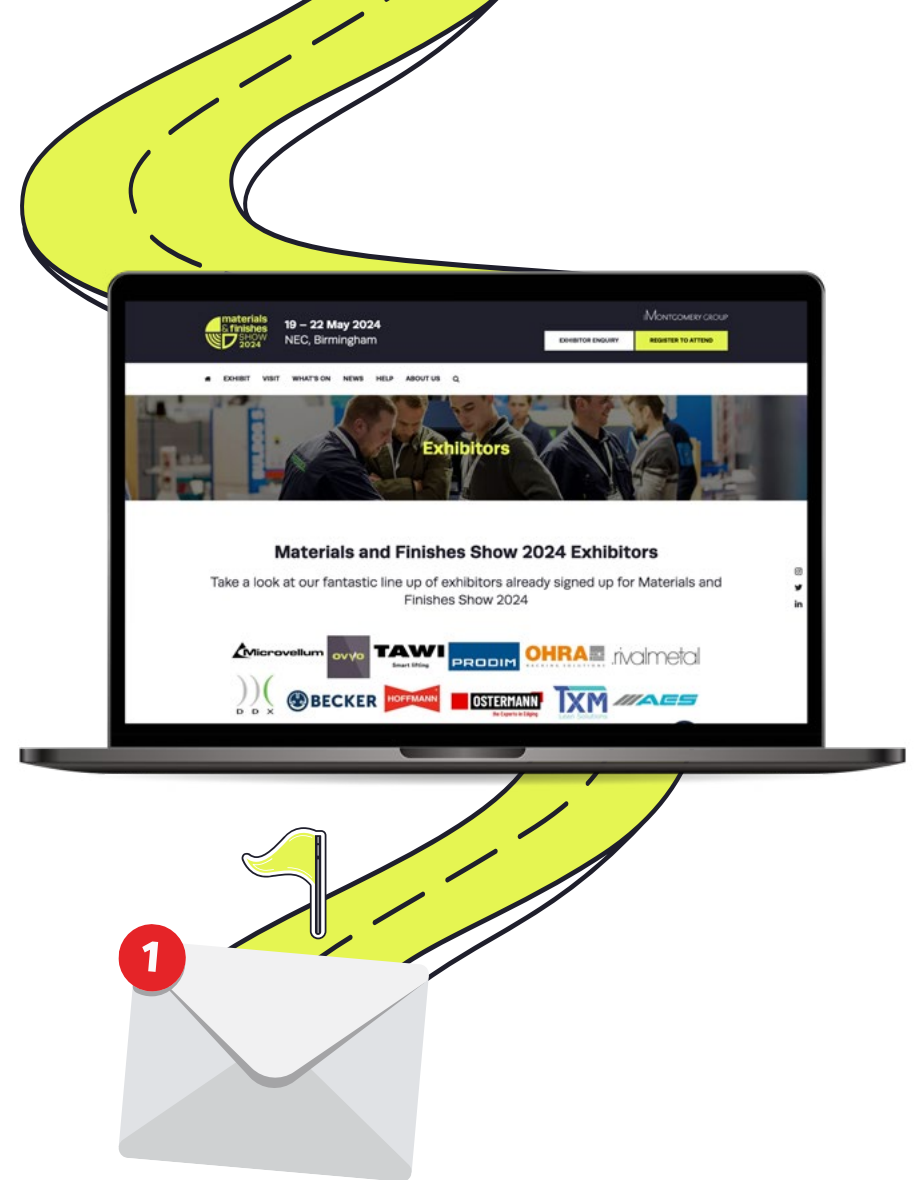 materials
& finishes
SHOW
2024
19 – 22 May 2024
NEC, Birmingham
MONTGOMERY GROUP
EXHIBITOR ENQUIRY
REGISTER TO ATTEND
EXHIBIT VISIT WHAT'S ON NEWS HELP ABOUT US
Exhibitors
Materials and Finishes Show 2024 Exhibitors
Take a look at our fantastic line up of exhibitors already signed up for Materials and
Finishes Show 2024
in
Microvellum ovvo TAWI PRODIM OHRA rivalmetal
Smart lifting
DDX BECKER HOFFMANN OSTERMANN TXM AES
The Experts in Edging
Lean Solutions
1